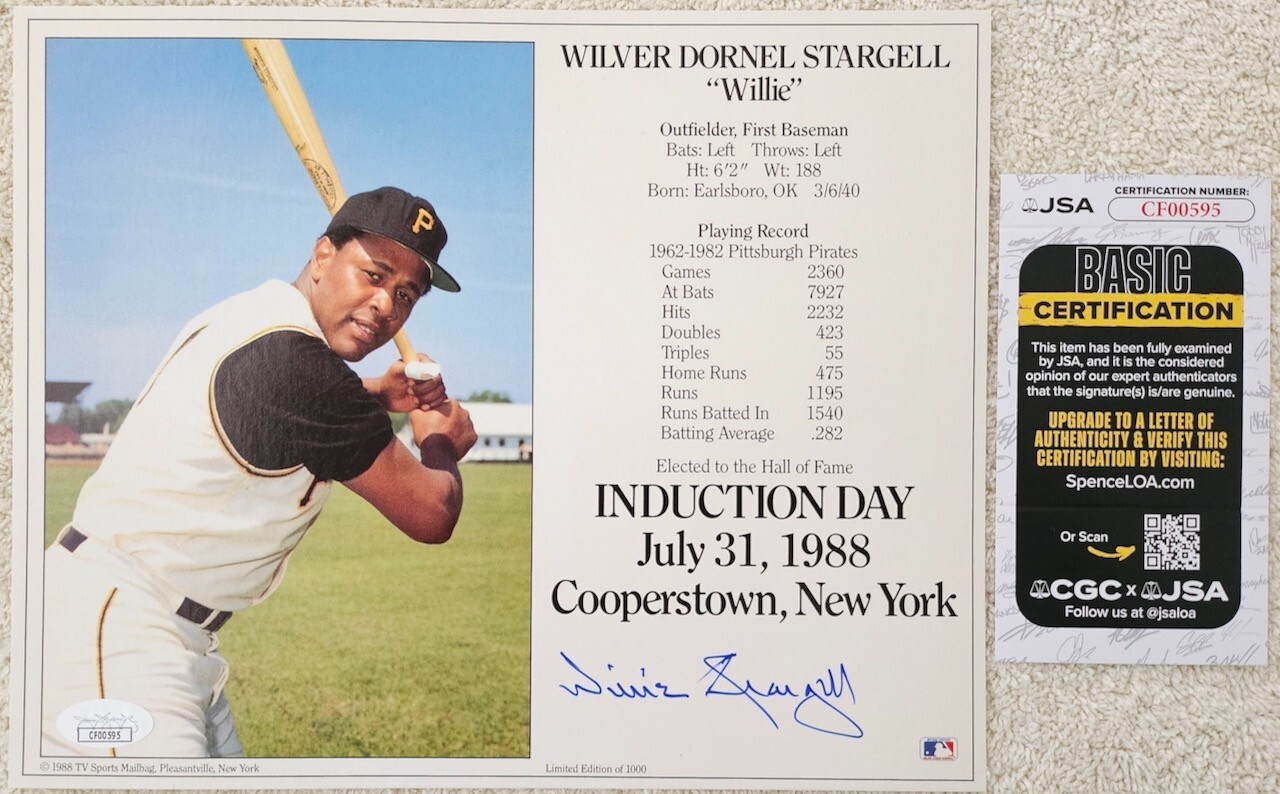 WILVER DORNEL STARGELL
“Willie”
Outfielder, First Baseman
Bats: Left Throws: Left
Ht: 6′2″ Wt: 188
Born: Earlsboro, OK 3/6/40
Playing Record
1962-1982 Pittsburgh Pirates
Games 2360
At Bats 7927
Hits 2232
Doubles 423
Triples 55
Home Runs 475
Runs 1195
Runs Batted In 1540
Batting Average .282
Elected to the Hall of Fame
INDUCTION DAY
July 31, 1988
Cooperstown, New York
Willie Stargell
P
CF00595
© 1988 TV Sports Mailbag, Pleasantville, New York
Limited Edition of 1000
JSA
CERTIFICATION NUMBER:
CF00595
BASIC
CERTIFICATION
This item has been fully examined
by JSA, and it is the considered
opinion of our expert authenticators
that the signature(s) is/are genuine.
UPGRADE TO A LETTER OF
AUTHENTICITY & VERIFY THIS
CERTIFICATION BY VISITING:
SpenceLOA.com
Or Scan
CGC x JSA
Follow us at @jsaloa